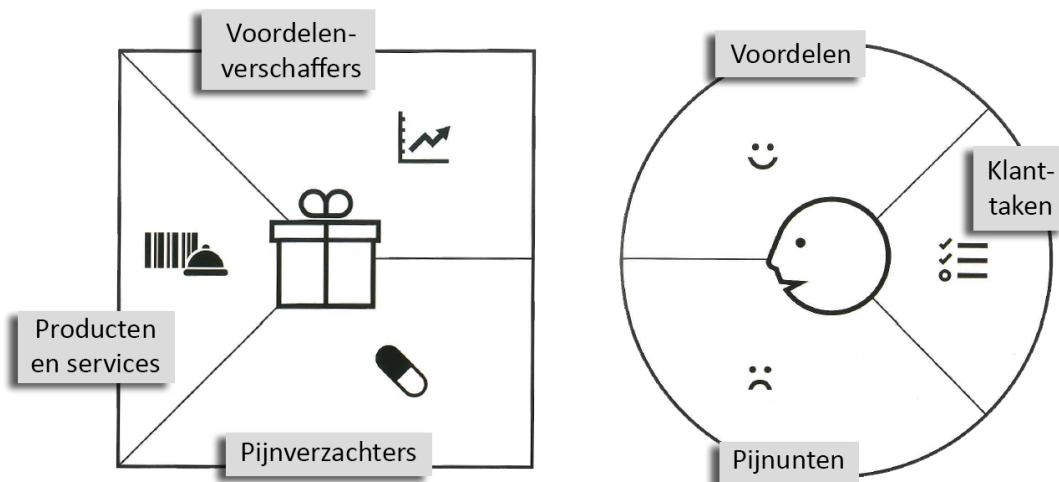 Voordelen-
verschaffers
Producten
en services
Pijnverzachters
Voordelen
Klant-
taken
Pijnunten